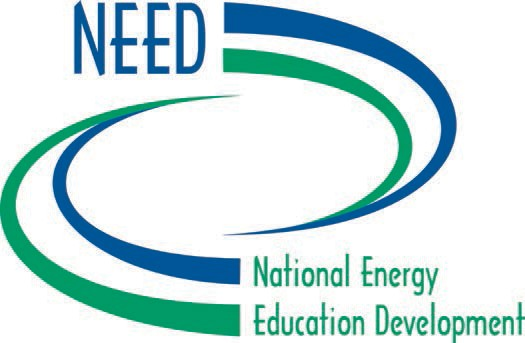 NEED
National Energy
Education Development